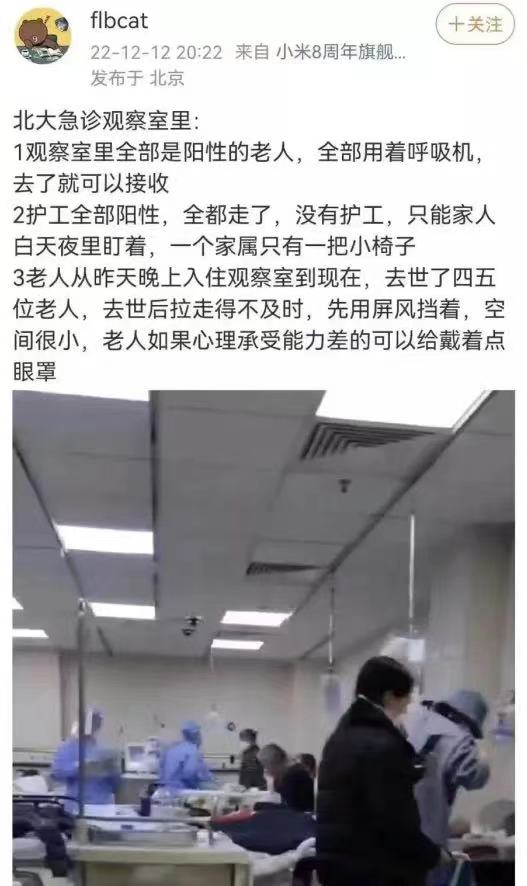 flbcat
十关注
22-12-12 20:22 来自 小米8周年旗舰...
发布于 北京
北大急诊观察室里：
1观察室里全部是阳性的老人，全部用着呼吸机，
去了就可以接收
2护工全部阳性，全都走了，没有护工，只能家人
白天夜里盯着，一个家属只有一把小椅子
3老人从昨天晚上入住观察室到现在，去世了四五
位老人，去世后拉走得不及时，先用屏风挡着，空
间很小，老人如果心理承受能力差的可以给戴着点
眼罩